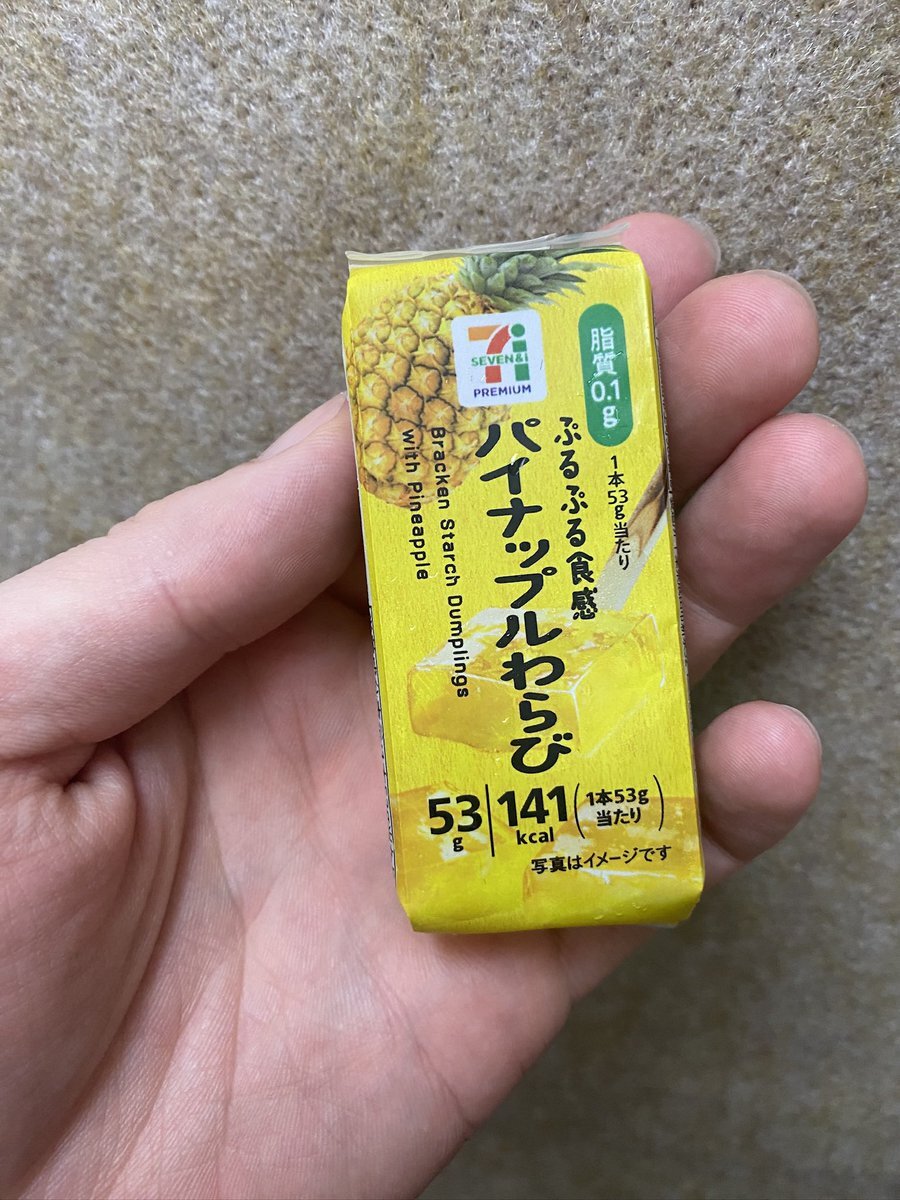 SEVEN&i
PREMIUM
脂質
0.1
g
1本53g当たり
ぷるぷる食感
パイナップルわらび
Bracken Starch Dumplings
with Pineapple
53
g
141
kcal
(1本53g
当たり)
写真はイメージです